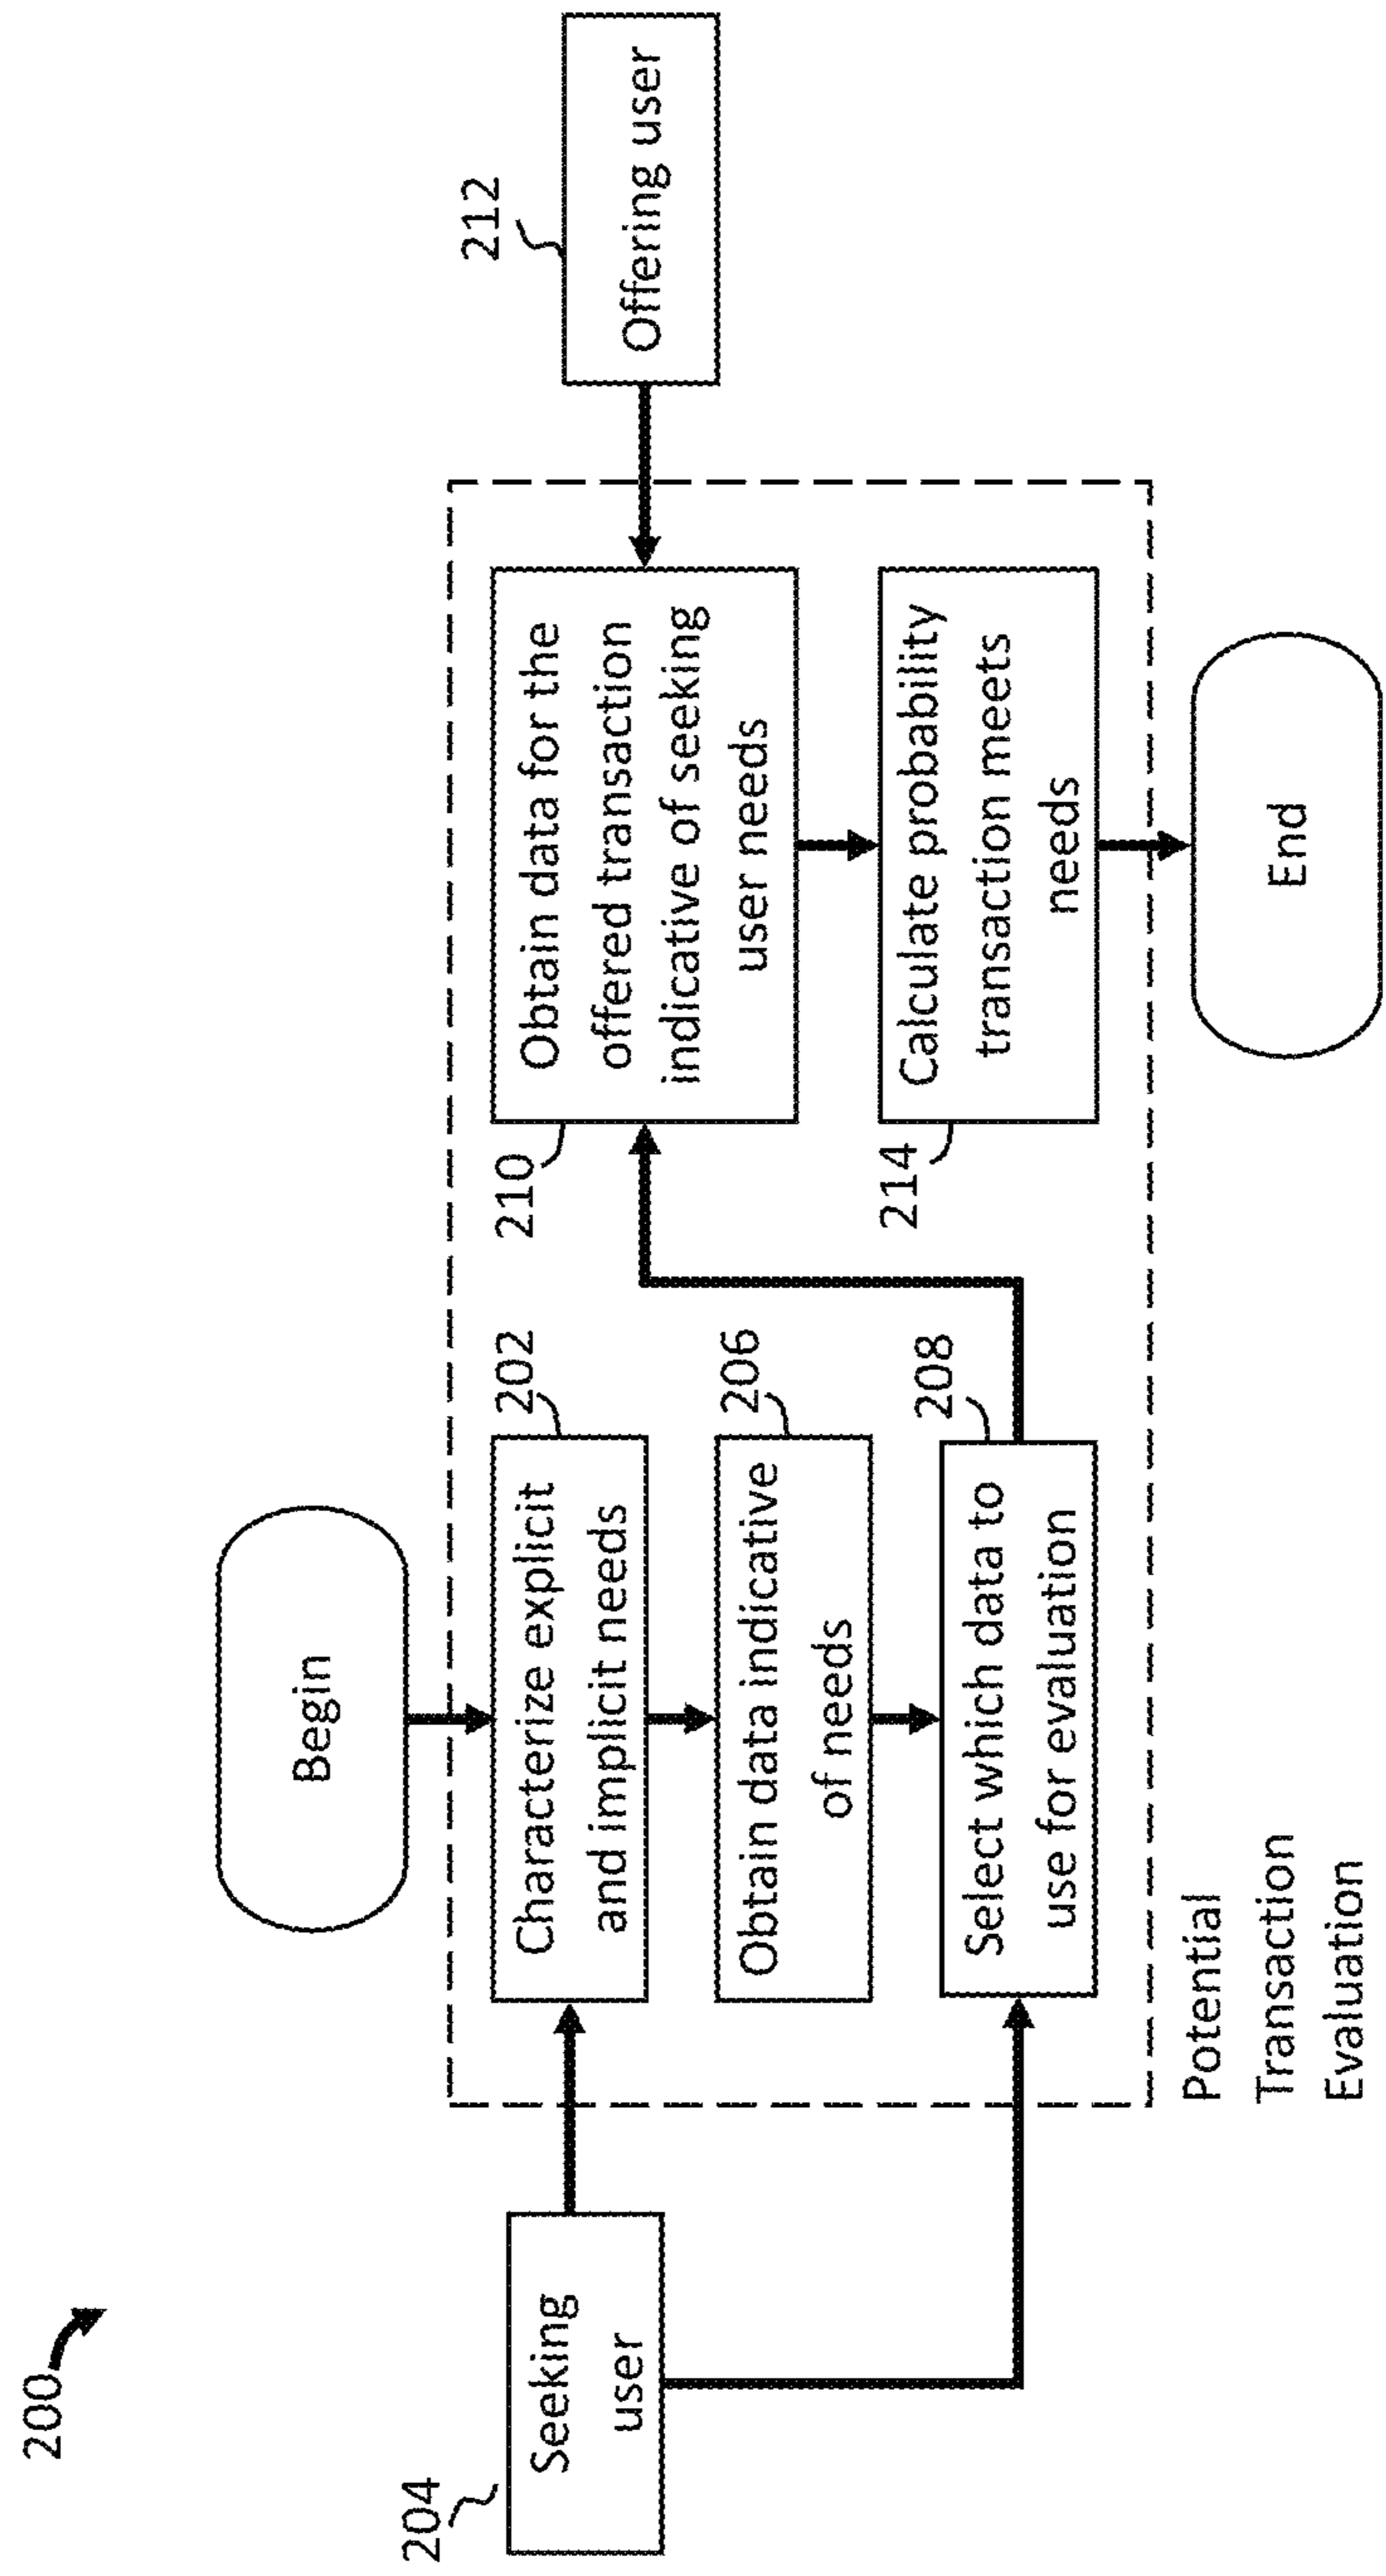 200
Begin
204
Seeking
user
202
Characterize explicit
and implicit needs
206
Obtain data indicative
of needs
208
Select which data to
use for evaluation
210
Obtain data for the
offered transaction
indicative of seeking
user needs
212
Offering user
214
Calculate probability
transaction meets
needs
End
Potential
Transaction
Evaluation